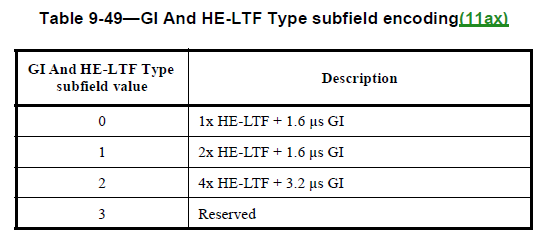 Table 9-49—GI And HE-LTF Type subfield encoding(11ax)
GI And HE-LTF Type
subfield value
Description
0
1x HE-LTF + 1.6 μs GI
1
2x HE-LTF + 1.6 μs GI
2
4x HE-LTF + 3.2 μs GI
3
Reserved